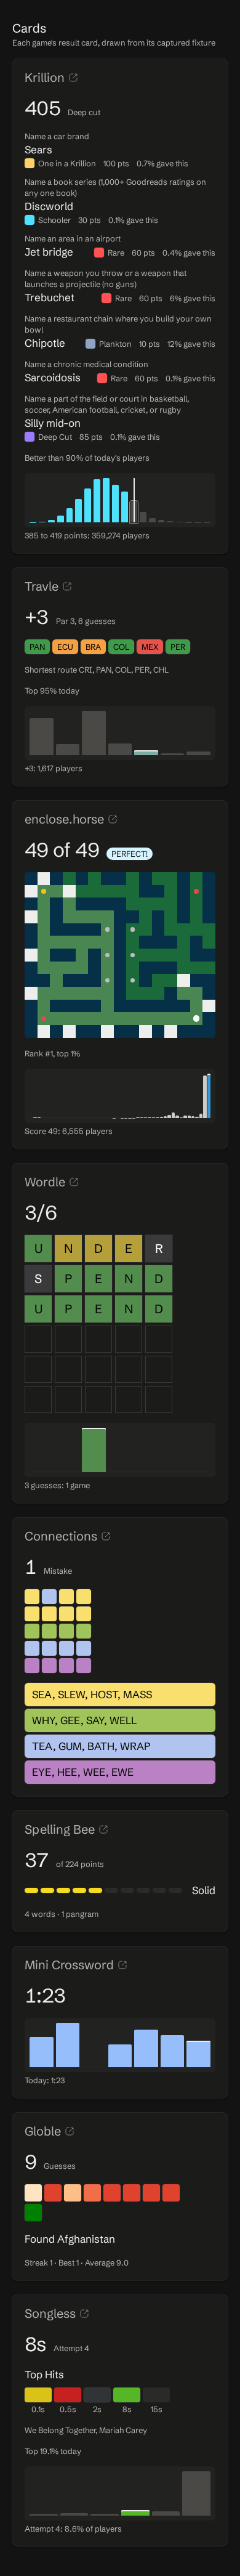 Cards
Each game's result card, drawn from its captured fixture
Krillion
405 Deep cut
Name a car brand
Sears
One in a Krillion 100 pts 0.7% gave this
Name a book series (1,000+ Goodreads ratings on
any one book)
Discworld
Schooler 30 pts 0.1% gave this
Name an area in an airport
Jet bridge Rare 60 pts 0.4% gave this
Name a weapon you throw or a weapon that
launches a projectile (no guns)
Trebuchet Rare 60 pts 6% gave this
Name a restaurant chain where you build your own
bowl
Chipotle Plankton 10 pts 12% gave this
Name a chronic medical condition
Sarcoidosis Rare 60 pts 0.1% gave this
Name a part of the field or court in basketball,
soccer, American football, cricket, or rugby
Silly mid-on
Deep Cut 85 pts 0.1% gave this
Better than 90% of today's players
385 to 419 points: 359,274 players
Travle
+3 Par 3, 6 guesses
PAN ECU BRA COL MEX PER
Shortest route CRI, PAN, COL, PER, CHL
Top 95% today
+3: 1,617 players
enclose.horse
49 of 49 PERFECT!
Rank #1, top 1%
Score 49: 6,555 players
Wordle
3/6
U N D E R
S P E N D
U P E N D
3 guesses: 1 game
Connections
1 Mistake
SEA, SLEW, HOST, MASS
WHY, GEE, SAY, WELL
TEA, GUM, BATH, WRAP
EYE, HEE, WEE, EWE
Spelling Bee
37 of 224 points
Solid
4 words · 1 pangram
Mini Crossword
1:23
Today: 1:23
Globle
9 Guesses
Found Afghanistan
Streak 1 · Best 1 · Average 9.0
Songless
8s Attempt 4
Top Hits
0.1s 0.5s 2s 8s 15s
We Belong Together, Mariah Carey
Top 19.1% today
Attempt 4: 8.6% of players